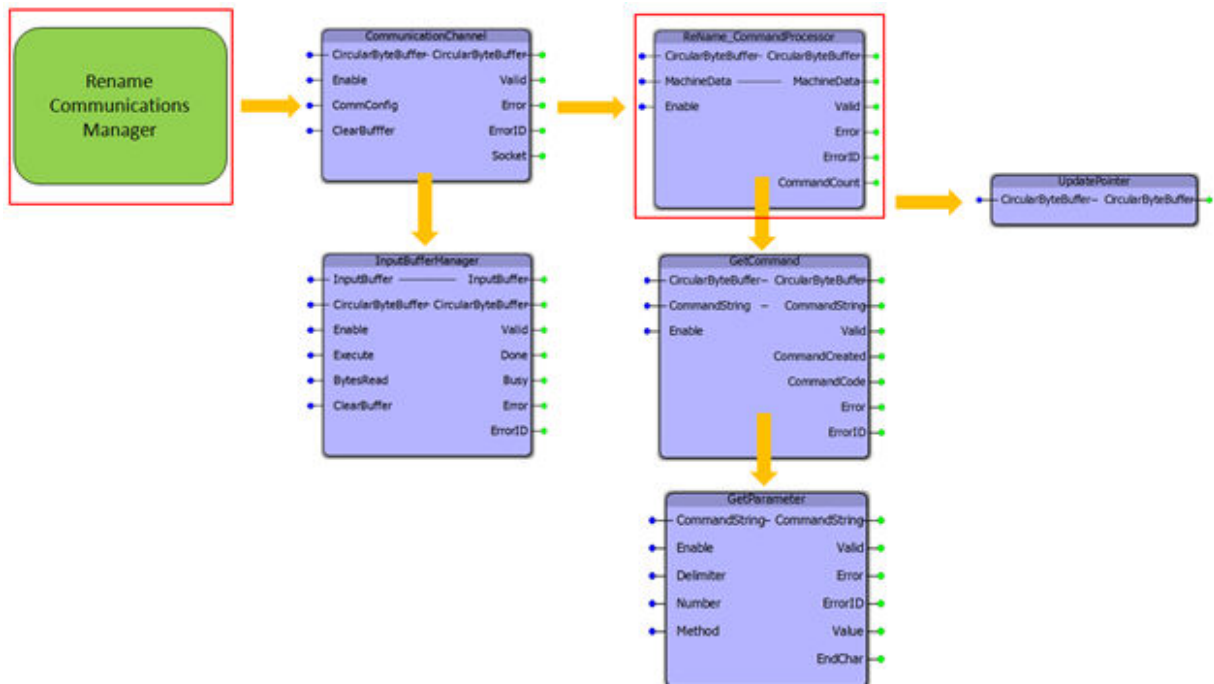 Rename
Communications
Manager
CommunicationChannel
CircularByteBuffer- CircularByteBuffer
Enable Valid
CommConfig Error
ClearBufffer ErrorID
Socket
ReName_CommandProcessor
CircularByteBuffer- CircularByteBuffer
MachineData MachineData
Enable Valid
Error
ErrorID
CommandCount
UpdatePointer
CircularByteBuffer- CircularByteBuffer
InputBufferManager
InputBuffer InputBuffer
CircularByteBuffer CircularByteBuffer
Enable Valid
Execute Done
BytesRead Busy
ClearBuffer Error
ErrorID
GetCommand
CircularByteBuffer- CircularByteBuffer
CommandString - CommandString
Enable Valid
CommandCreated
CommandCode
Error
ErrorID
GetParameter
CommandString- CommandString
Enable Valid
Delimiter Error
Number ErrorID
Method Value
EndChar